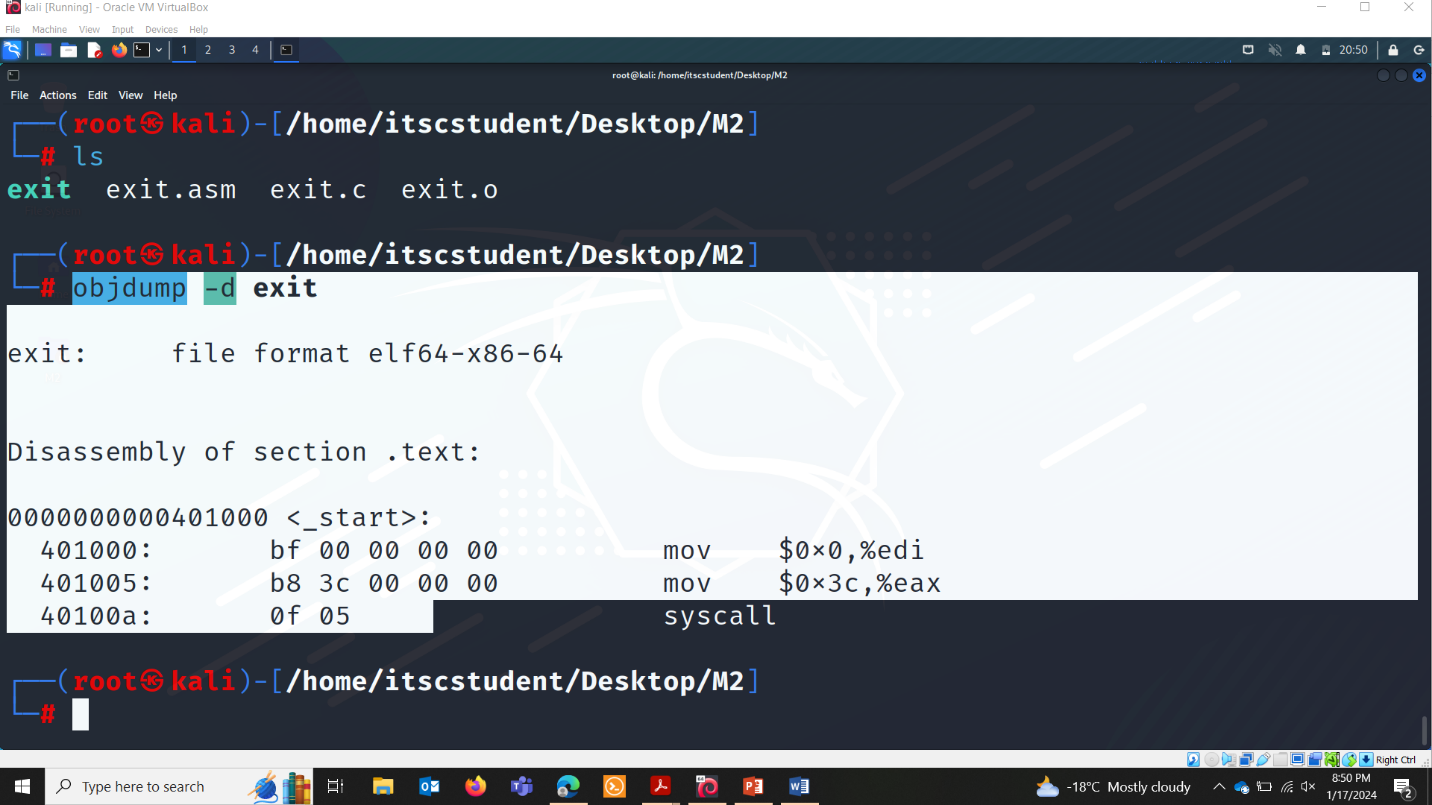 kali [Running] - Oracle VM VirtualBox
File Machine View Input Devices Help
1 2 3 4 20:50
root@kali: /home/itscstudent/Desktop/M2
File Actions Edit View Help
┌──(root㉿kali)-[/home/itscstudent/Desktop/M2]
└─# ls
exit exit.asm exit.c exit.o
┌──(root㉿kali)-[/home/itscstudent/Desktop/M2]
└─# objdump -d exit
exit: file format elf64-x86-64
Disassembly of section .text:
0000000000401000 <_start>:
401000: bf 00 00 00 00 mov $0×0,%edi
401005: b8 3c 00 00 00 mov $0×3c,%eax
40100a: 0f 05 syscall
┌──(root㉿kali)-[/home/itscstudent/Desktop/M2]
└─#
Right Ctrl
Type here to search -18°C Mostly cloudy 8:50 PM
1/17/2024 2